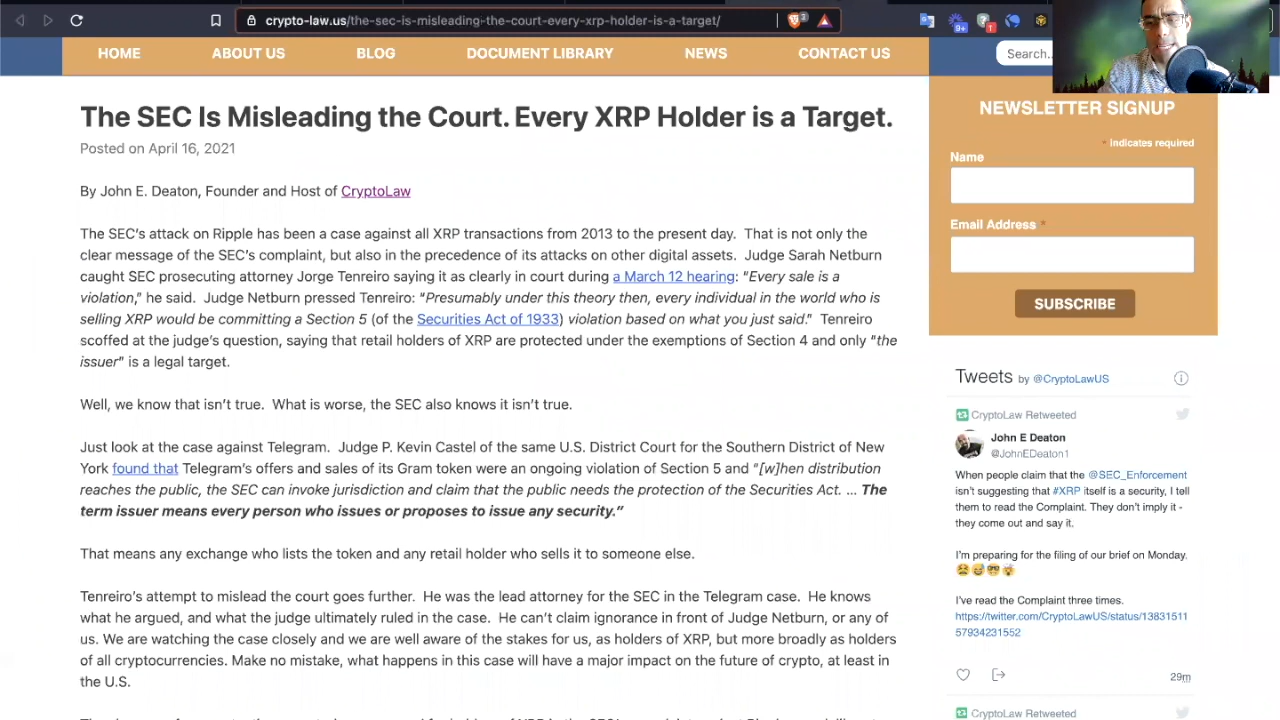 crypto-law.us/the-sec-is-misleading-the-court-every-xrp-holder-is-a-target/
3
9+
1
HOME
ABOUT US
BLOG
DOCUMENT LIBRARY
NEWS
CONTACT US
Search...
The SEC Is Misleading the Court. Every XRP Holder is a Target.
Posted on April 16, 2021
By John E. Deaton, Founder and Host of CryptoLaw
The SEC’s attack on Ripple has been a case against all XRP transactions from 2013 to the present day. That is not only the
clear message of the SEC’s complaint, but also in the precedence of its attacks on other digital assets. Judge Sarah Netburn
caught SEC prosecuting attorney Jorge Tenreiro saying it as clearly in court during a March 12 hearing: “Every sale is a
violation,” he said. Judge Netburn pressed Tenreiro: “Presumably under this theory then, every individual in the world who is
selling XRP would be committing a Section 5 (of the Securities Act of 1933) violation based on what you just said.” Tenreiro
scoffed at the judge’s question, saying that retail holders of XRP are protected under the exemptions of Section 4 and only “the
issuer” is a legal target.
Well, we know that isn’t true. What is worse, the SEC also knows it isn’t true.
Just look at the case against Telegram. Judge P. Kevin Castel of the same U.S. District Court for the Southern District of New
York found that Telegram’s offers and sales of its Gram token were an ongoing violation of Section 5 and “[w]hen distribution
reaches the public, the SEC can invoke jurisdiction and claim that the public needs the protection of the Securities Act. … The
term issuer means every person who issues or proposes to issue any security.”
That means any exchange who lists the token and any retail holder who sells it to someone else.
Tenreiro’s attempt to mislead the court goes further. He was the lead attorney for the SEC in the Telegram case. He knows
what he argued, and what the judge ultimately ruled in the case. He can’t claim ignorance in front of Judge Netburn, or any of
us. We are watching the case closely and we are well aware of the stakes for us, as holders of XRP, but more broadly as holders
of all cryptocurrencies. Make no mistake, what happens in this case will have a major impact on the future of crypto, at least in
the U.S.
NEWSLETTER SIGNUP
* Indicates required
Name
Email Address *
SUBSCRIBE
Tweets by @CryptoLawUS
CryptoLaw Retweeted
John E Deaton
@JohnEDeaton1
When people claim that the @SEC_Enforcement
isn’t suggesting that #XRP itself is a security, I tell
them to read the Complaint. They don’t imply it -
they come out and say it.
I’m preparing for the filing of our brief on Monday.
I’ve read the Complaint three times.
https://twitter.com/CryptoLawUS/status/13831511
57934231552
29m
CryptoLaw Retweeted